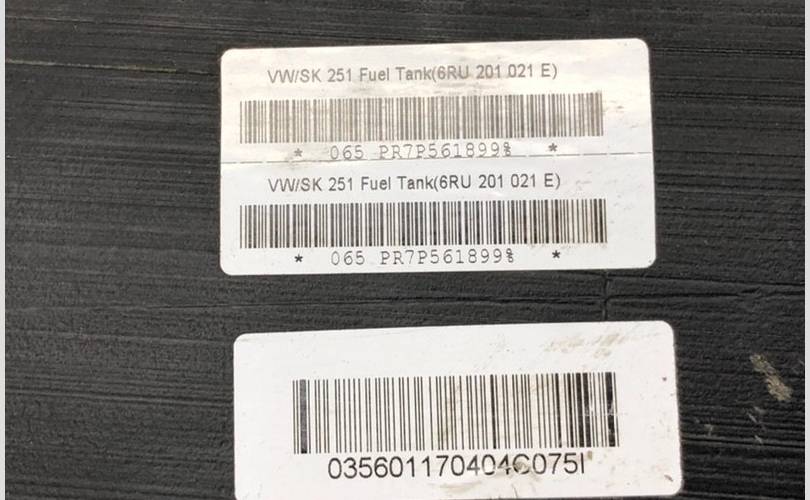 VW/SK 251 Fuel Tank(6RU 201 021 E)
* 065 PR7P561899% *
VW/SK 251 Fuel Tank(6RU 201 021 E)
* 065 PR7P561899% *
035601170404C075I